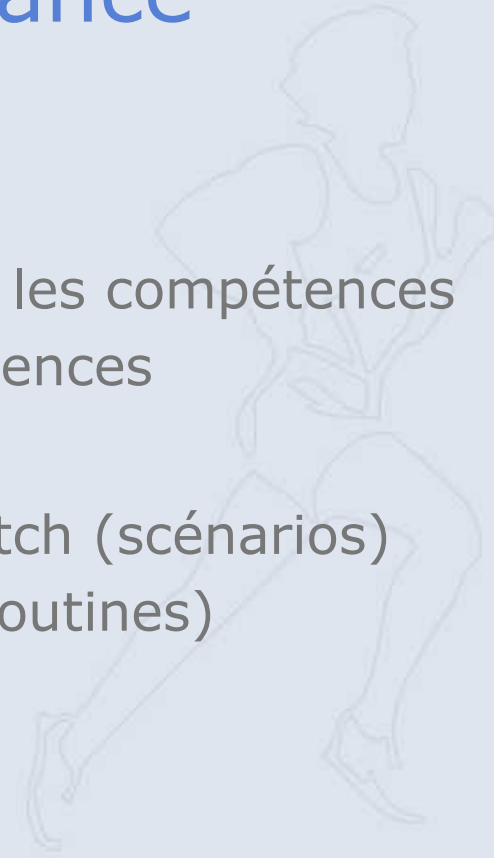 ance
les compétences
ences
tch (scénarios)
outines)